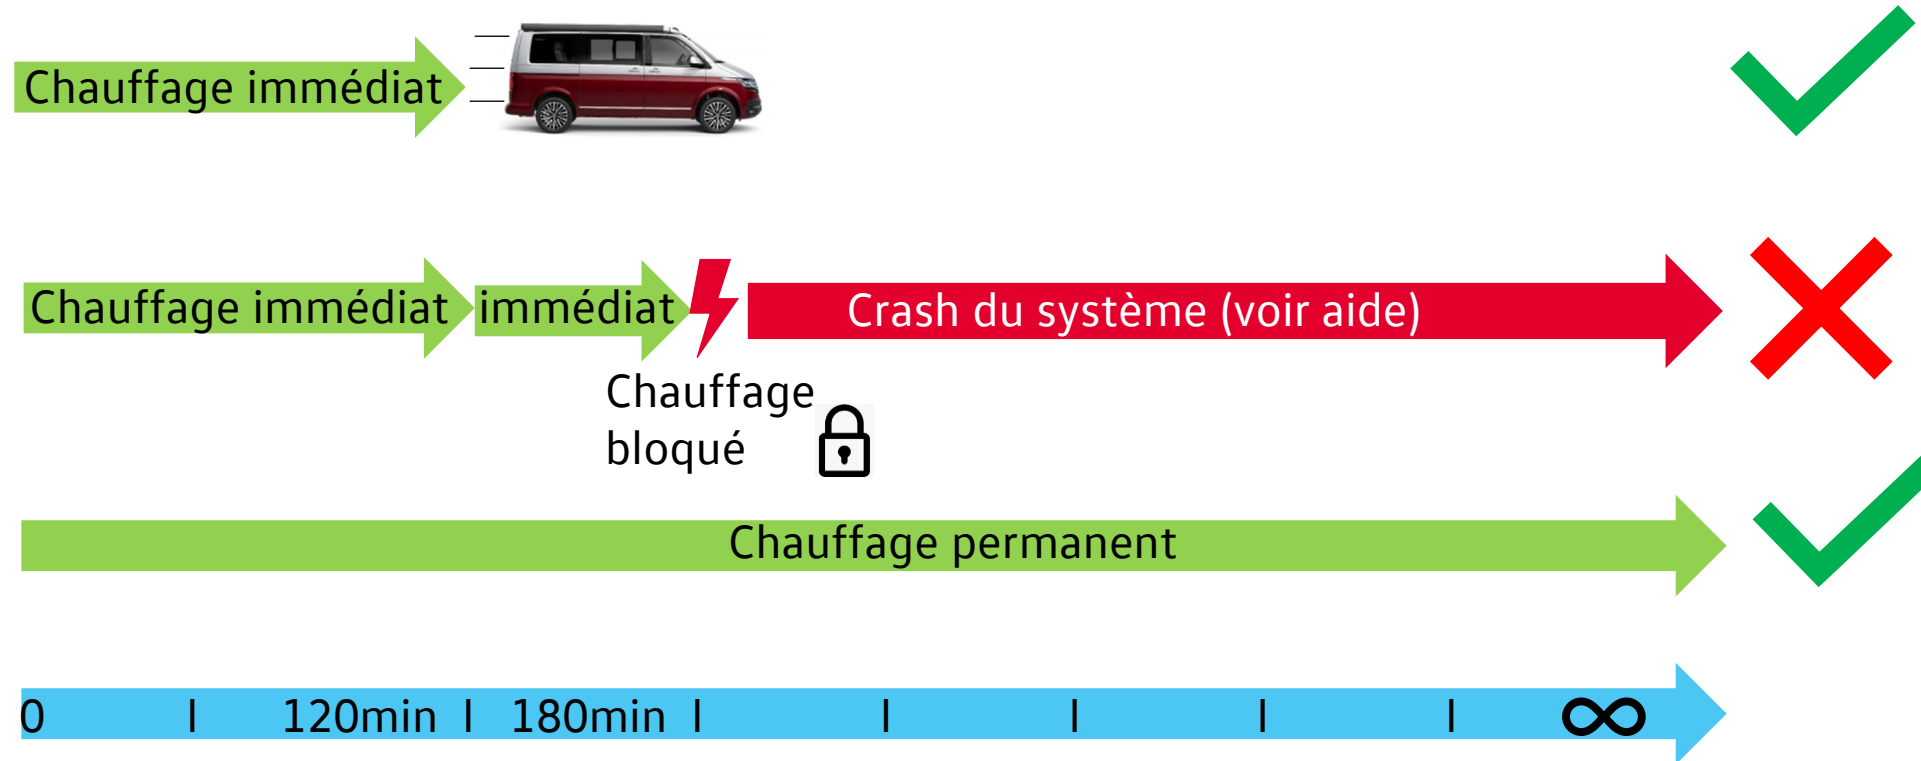 Chauffage immédiat
Chauffage immédiat immédiat Crash du système (voir aide)
Chauffage
bloqué
Chauffage permanent
0 I 120min I 180min I I I I I ∞